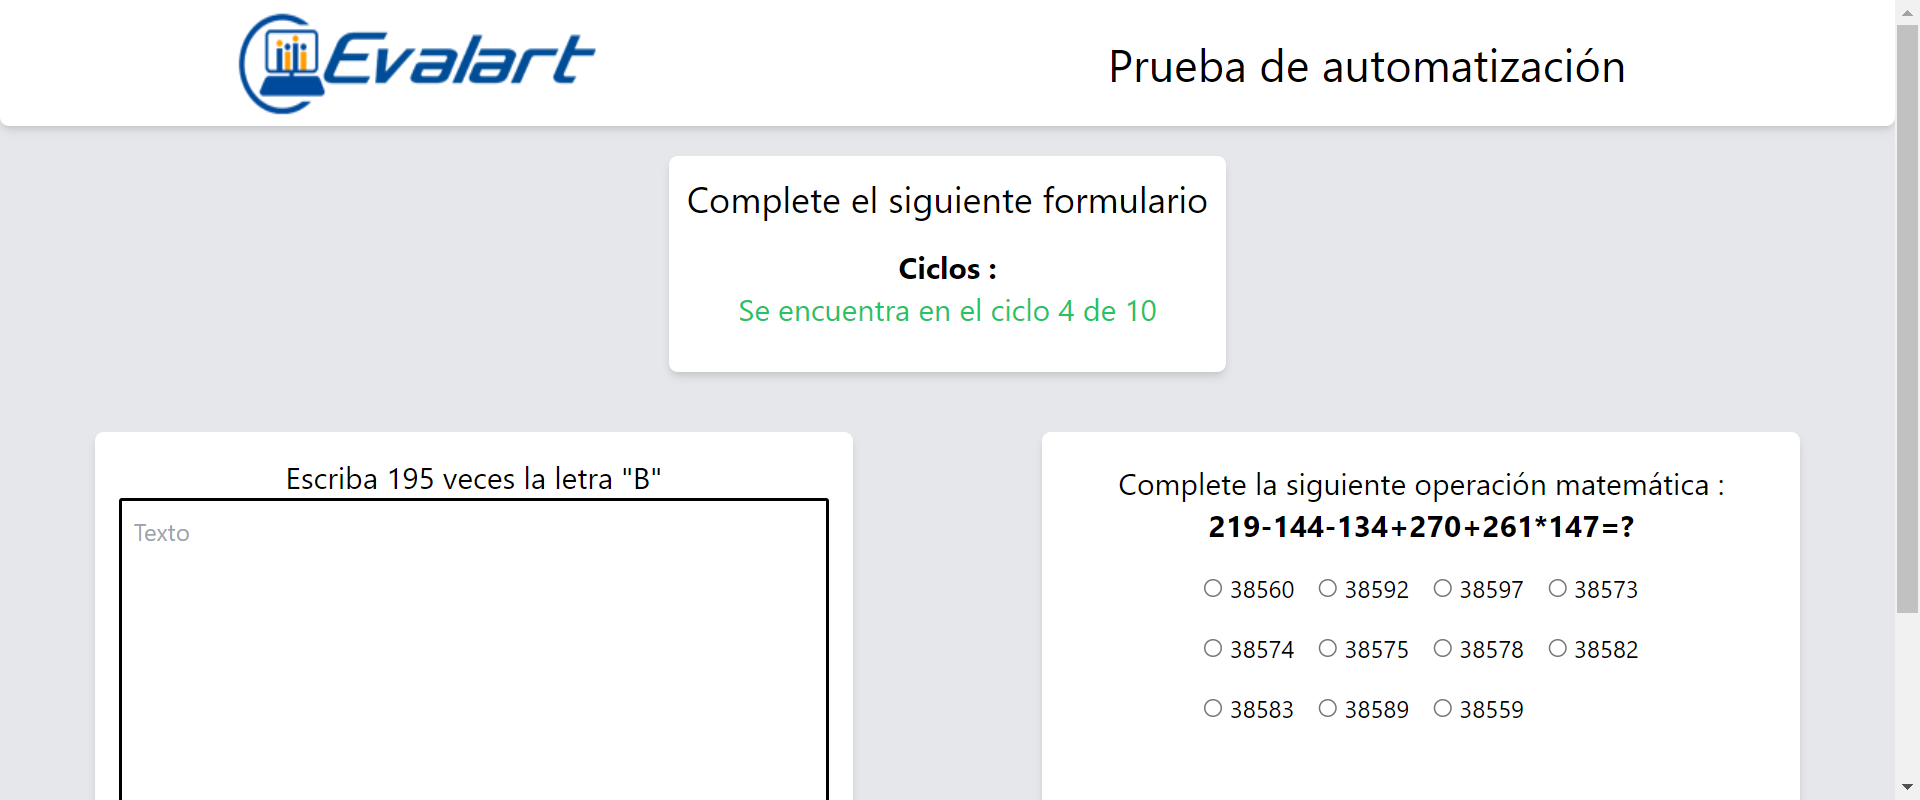 Evalart
Prueba de automatización
Complete el siguiente formulario
Ciclos :
Se encuentra en el ciclo 4 de 10
Escriba 195 veces la letra "B"
Texto
Complete la siguiente operación matemática :
219-144-134+270+261*147=?
38560 38592 38597 38573
38574 38575 38578 38582
38583 38589 38559